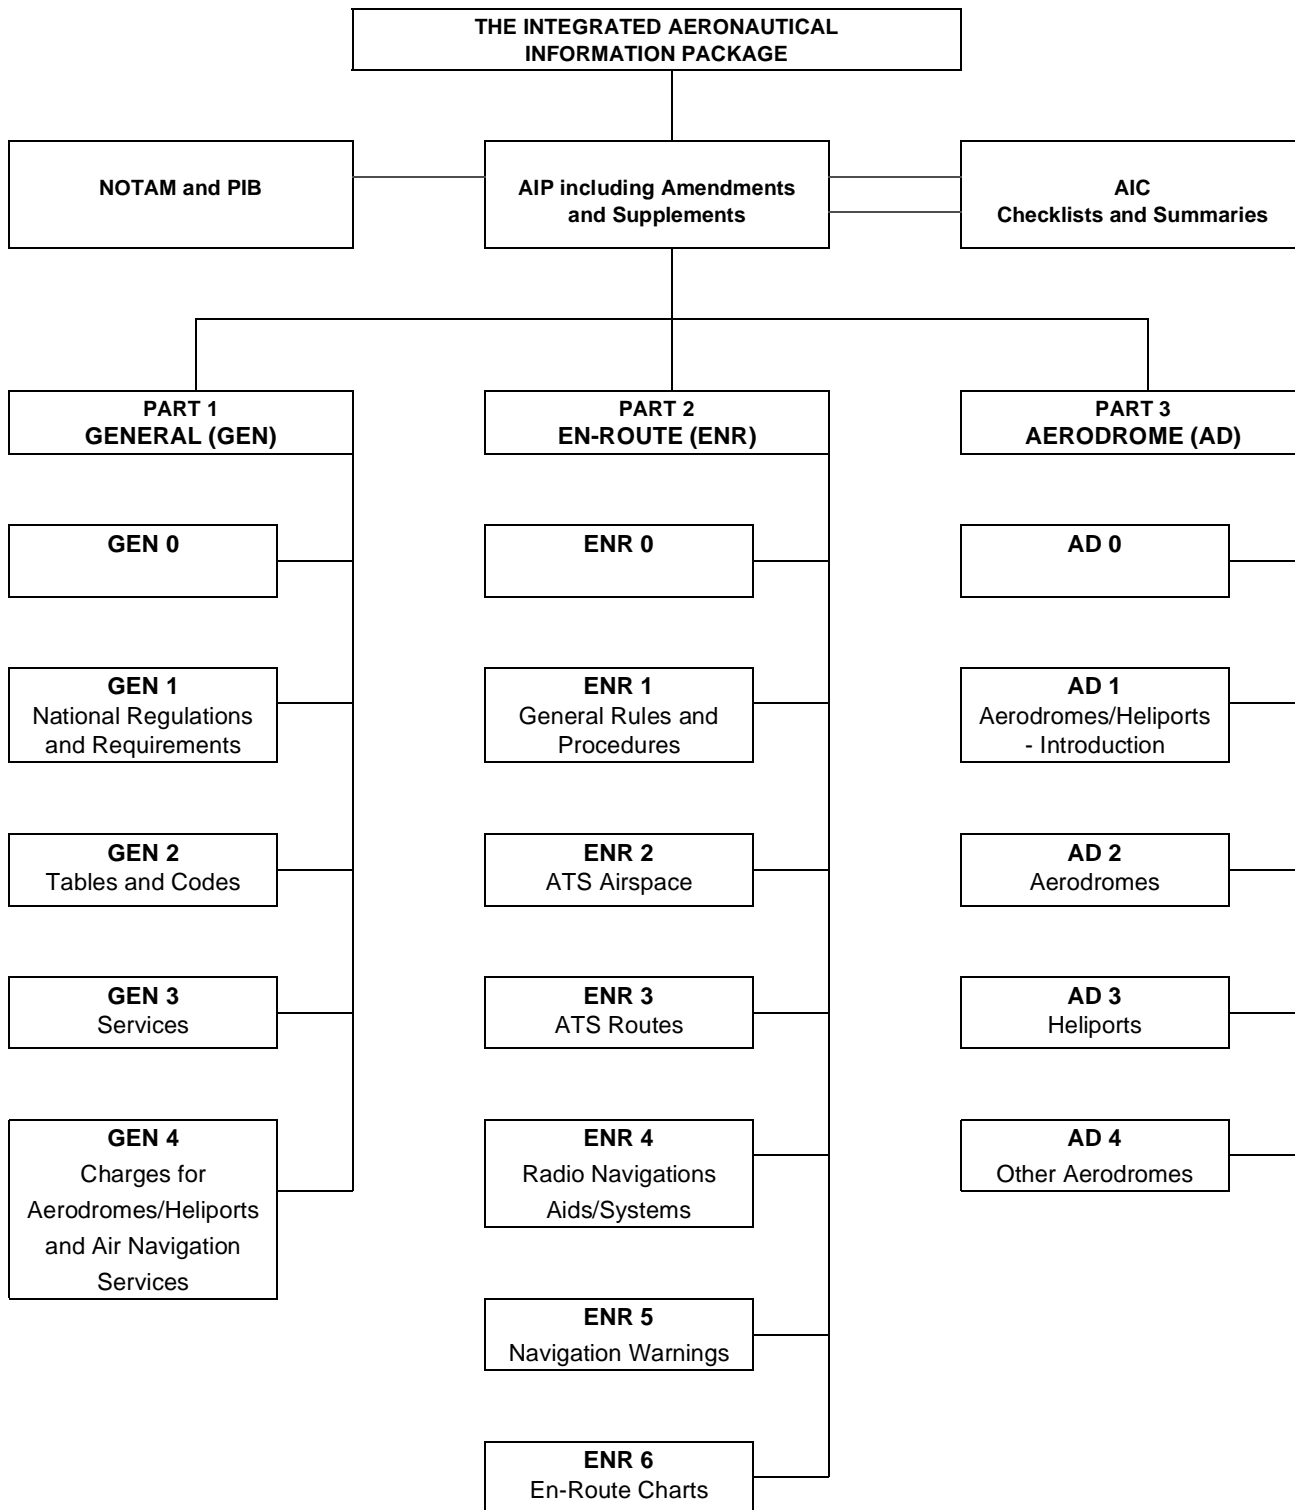 THE INTEGRATED AERONAUTICAL
INFORMATION PACKAGE
NOTAM and PIB
AIP including Amendments
and Supplements
AIC
Checklists and Summaries
PART 1
GENERAL (GEN)
PART 2
EN-ROUTE (ENR)
PART 3
AERODROME (AD)
GEN 0
ENR 0
AD 0
GEN 1
National Regulations
and Requirements
ENR 1
General Rules and
Procedures
AD 1
Aerodromes/Heliports
- Introduction
GEN 2
Tables and Codes
ENR 2
ATS Airspace
AD 2
Aerodromes
GEN 3
Services
ENR 3
ATS Routes
AD 3
Heliports
GEN 4
Charges for
Aerodromes/Heliports
and Air Navigation
Services
ENR 4
Radio Navigations
Aids/Systems
AD 4
Other Aerodromes
ENR 5
Navigation Warnings
ENR 6
En-Route Charts